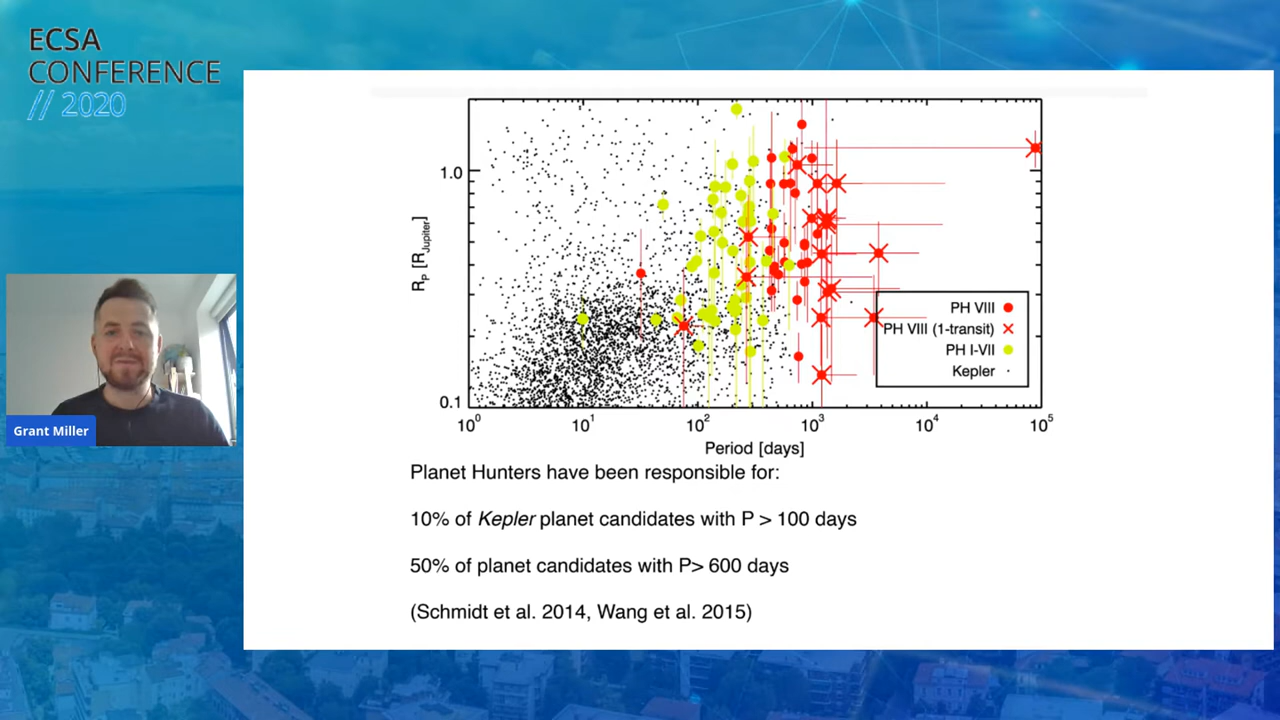 ECSA
CONFERENCE
// 2020
Grant Miller
1.0
0.1
R_P [R_Jupiter]
10^0 10^1 10^2 10^3 10^4 10^5
Period [days]
PH VIII
PH VIII (1-transit)
PH I-VII
Kepler
Planet Hunters have been responsible for:
10% of Kepler planet candidates with P > 100 days
50% of planet candidates with P> 600 days
(Schmidt et al. 2014, Wang et al. 2015)